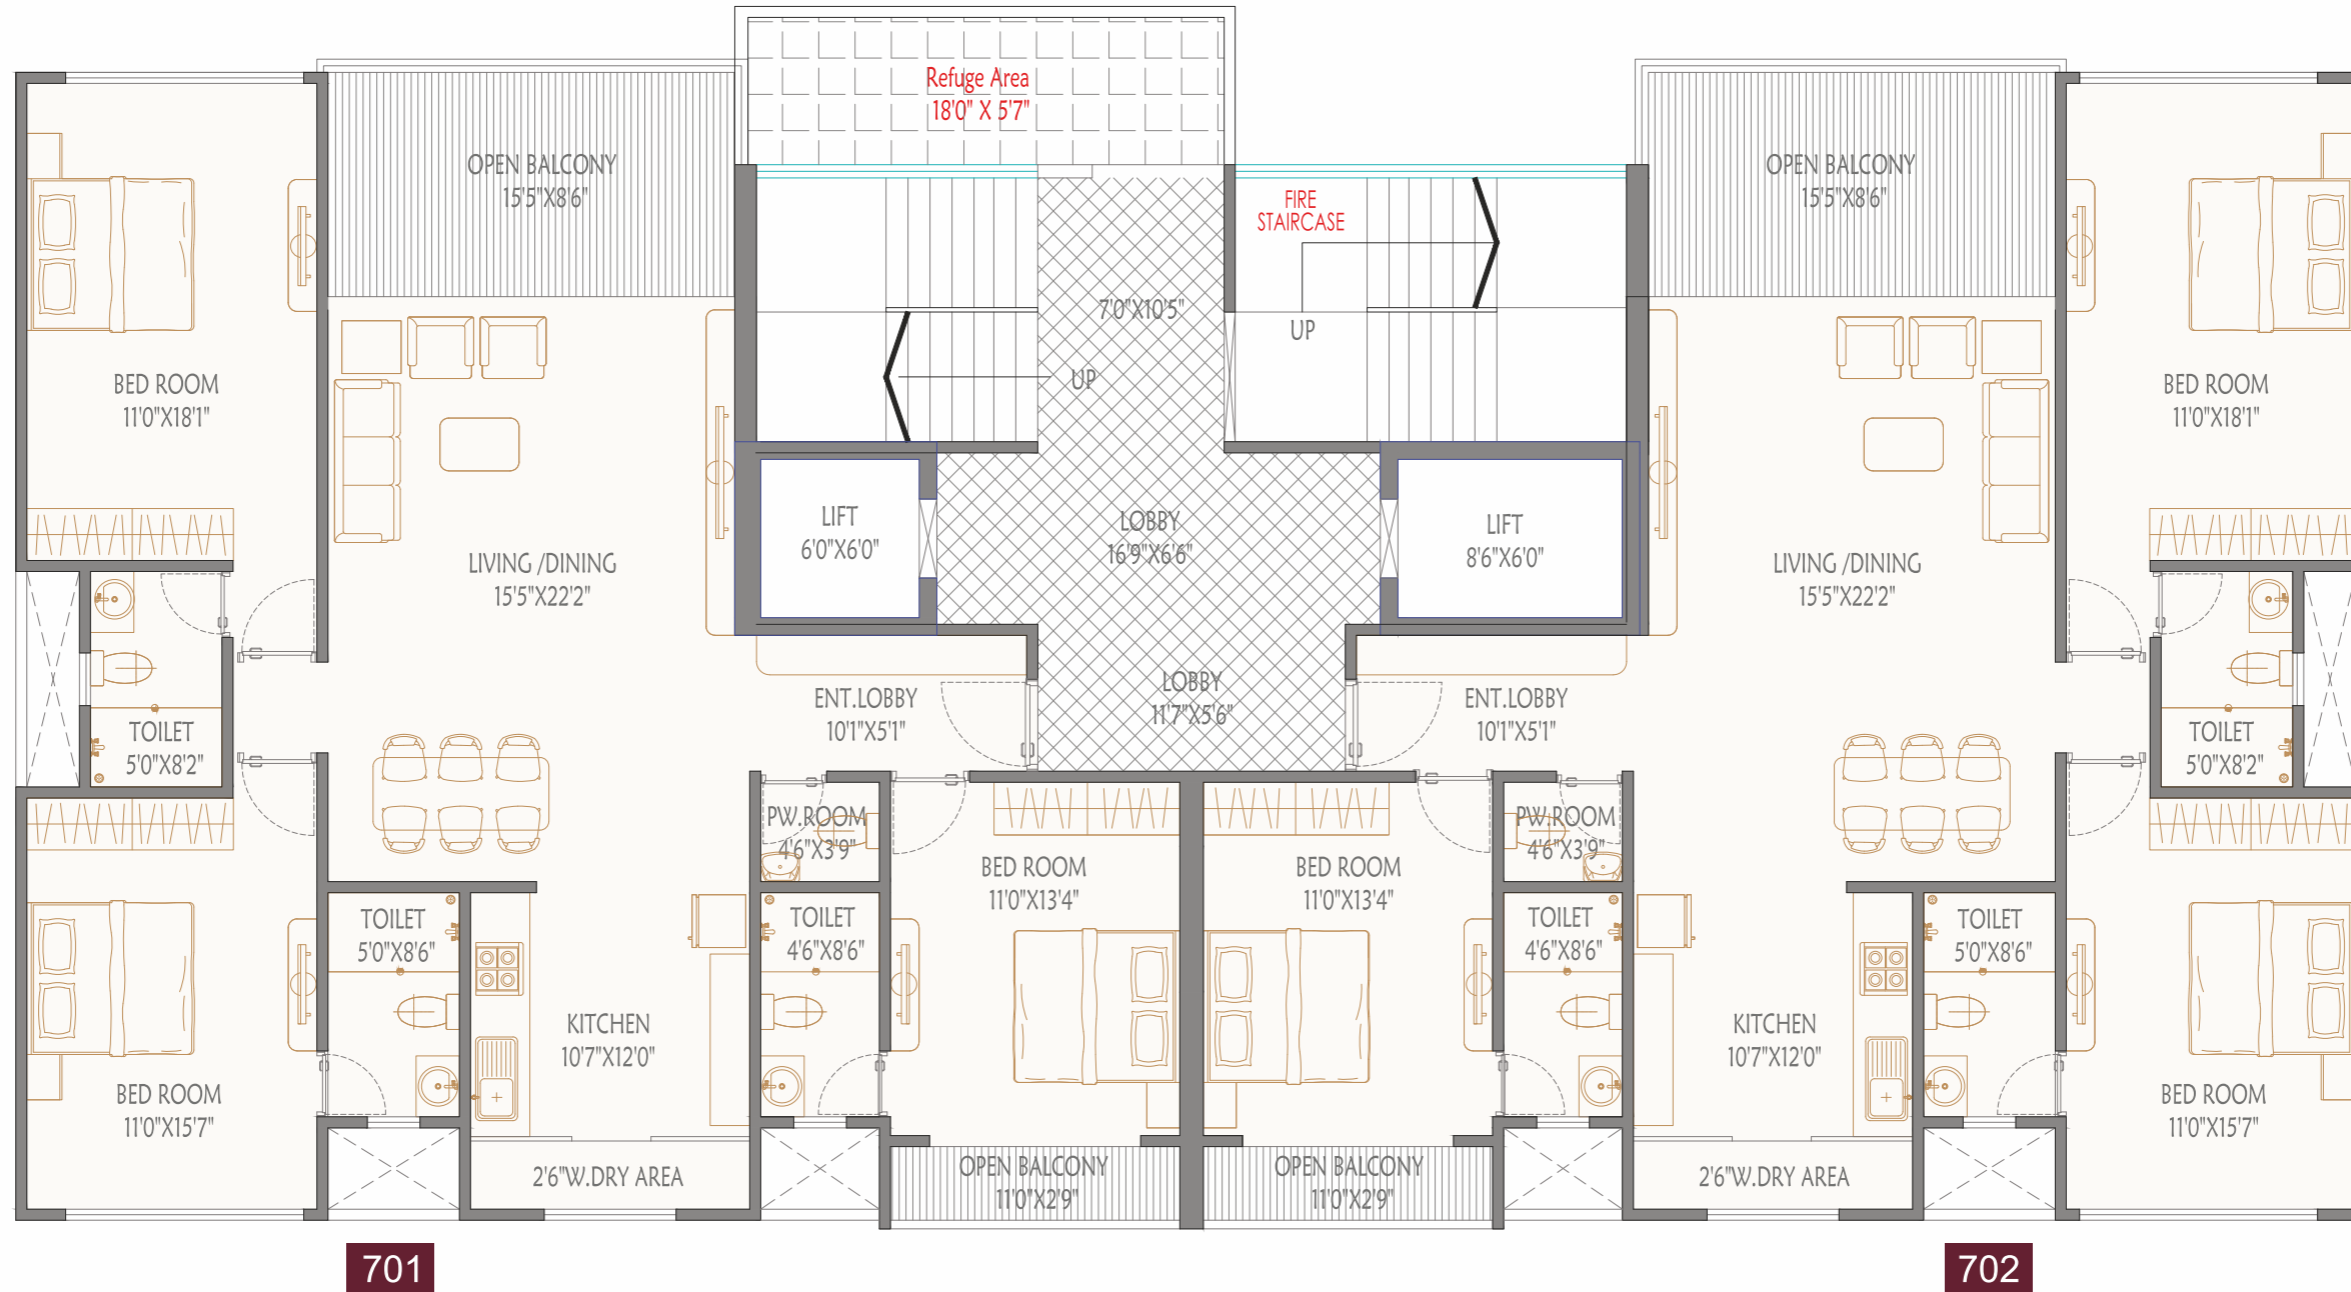 Refuge Area
18'0" X 5'7"
OPEN BALCONY
15'5"X8'6"
FIRE
STAIRCASE
OPEN BALCONY
15'5"X8'6"
7'0"X10'5"
UP
UP
BED ROOM
11'0"X18'1"
BED ROOM
11'0"X18'1"
LIFT
6'0"X6'0"
LOBBY
16'9"X6'6"
LIFT
8'6"X6'0"
LIVING /DINING
15'5"X22'2"
LIVING /DINING
15'5"X22'2"
ENT.LOBBY
10'1"X5'1"
LOBBY
11'7"X5'6"
ENT.LOBBY
10'1"X5'1"
TOILET
5'0"X8'2"
TOILET
5'0"X8'2"
PW.ROOM
4'6"X3'9"
PW.ROOM
4'6"X3'9"
BED ROOM
11'0"X13'4"
BED ROOM
11'0"X13'4"
TOILET
5'0"X8'6"
TOILET
4'6"X8'6"
TOILET
4'6"X8'6"
TOILET
5'0"X8'6"
KITCHEN
10'7"X12'0"
KITCHEN
10'7"X12'0"
BED ROOM
11'0"X15'7"
BED ROOM
11'0"X15'7"
2'6"W.DRY AREA
OPEN BALCONY
11'0"X2'9"
OPEN BALCONY
11'0"X2'9"
2'6"W.DRY AREA
701
702